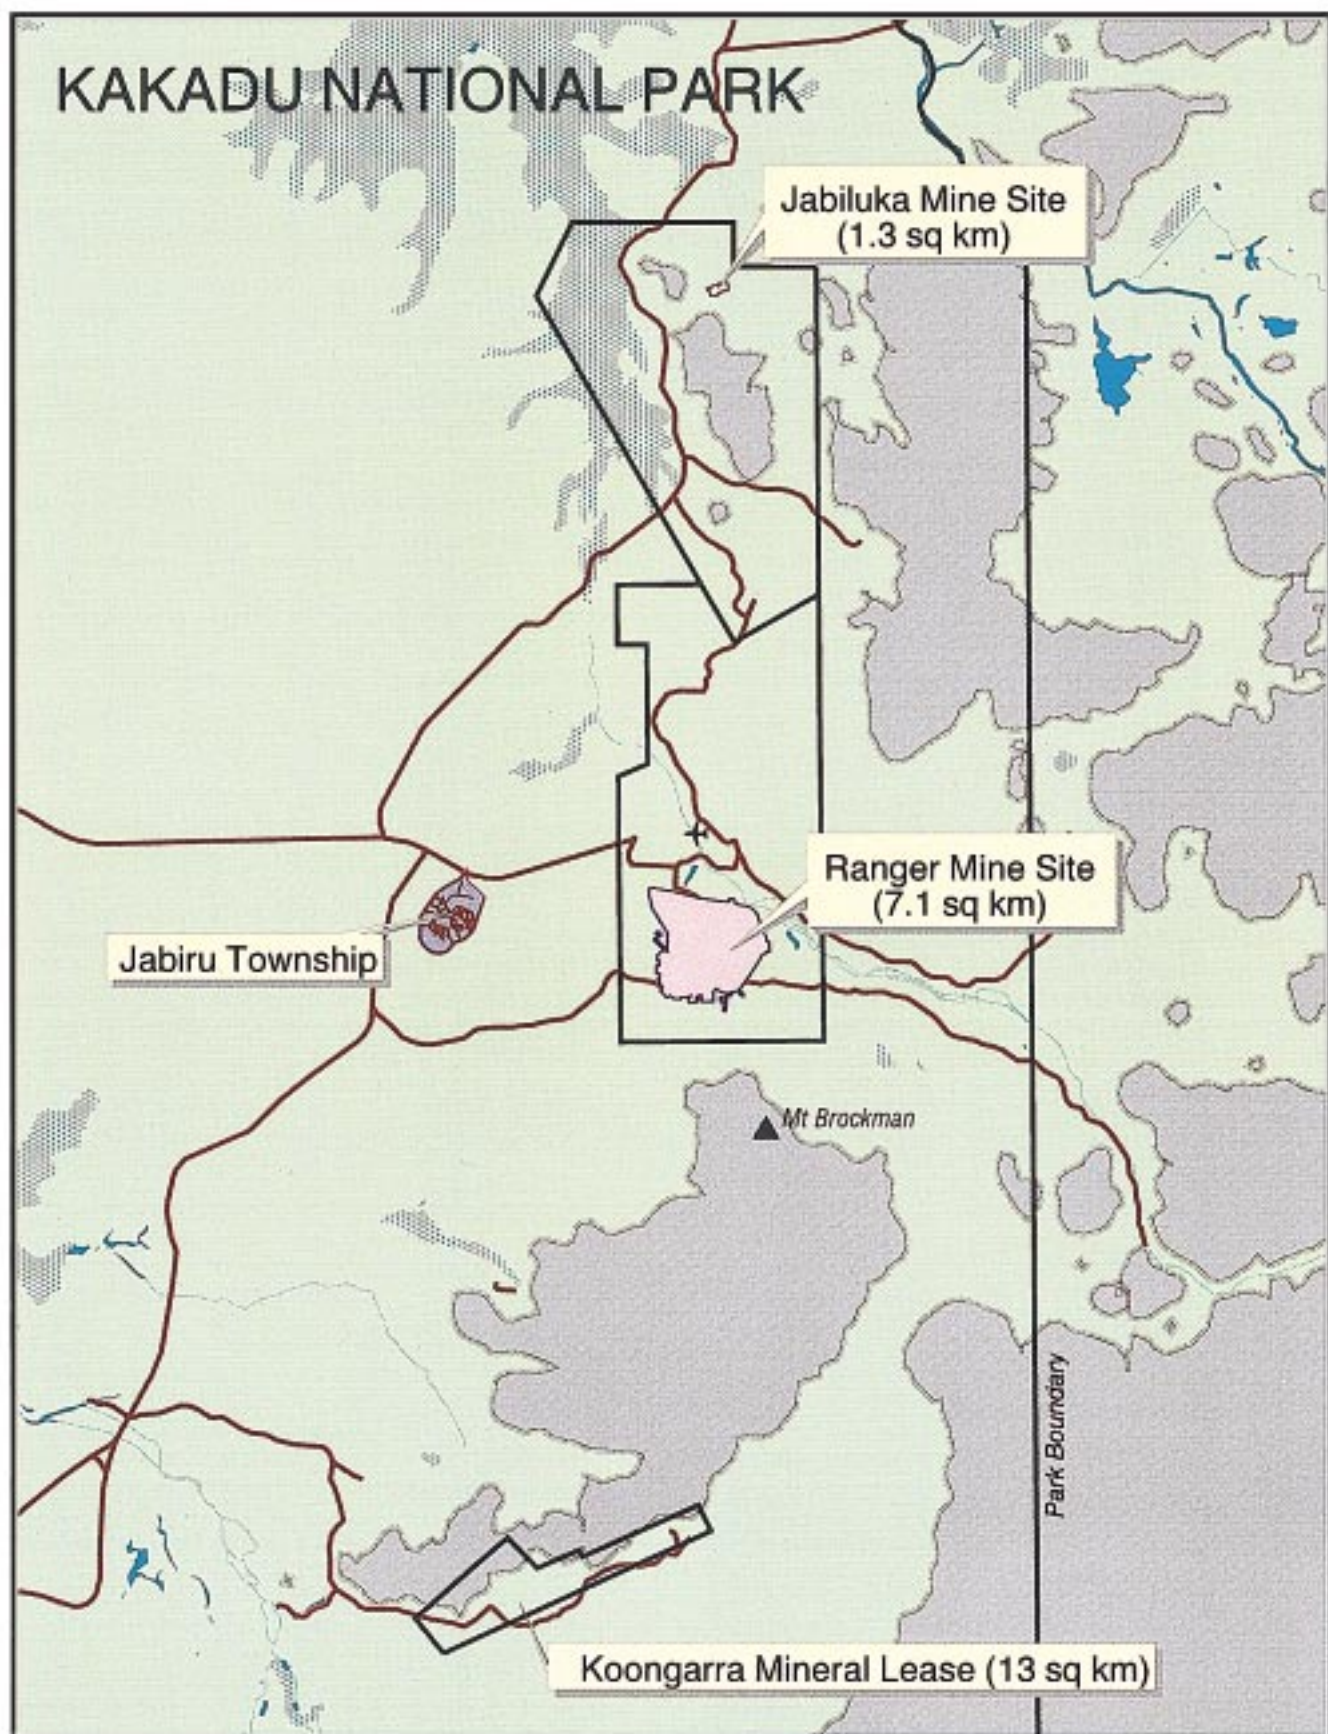 KAKADU NATIONAL PARK
Jabiluka Mine Site
(1.3 sq km)
Ranger Mine Site
(7.1 sq km)
Jabiru Township
Mt Brockman
Park Boundary
Koongarra Mineral Lease (13 sq km)